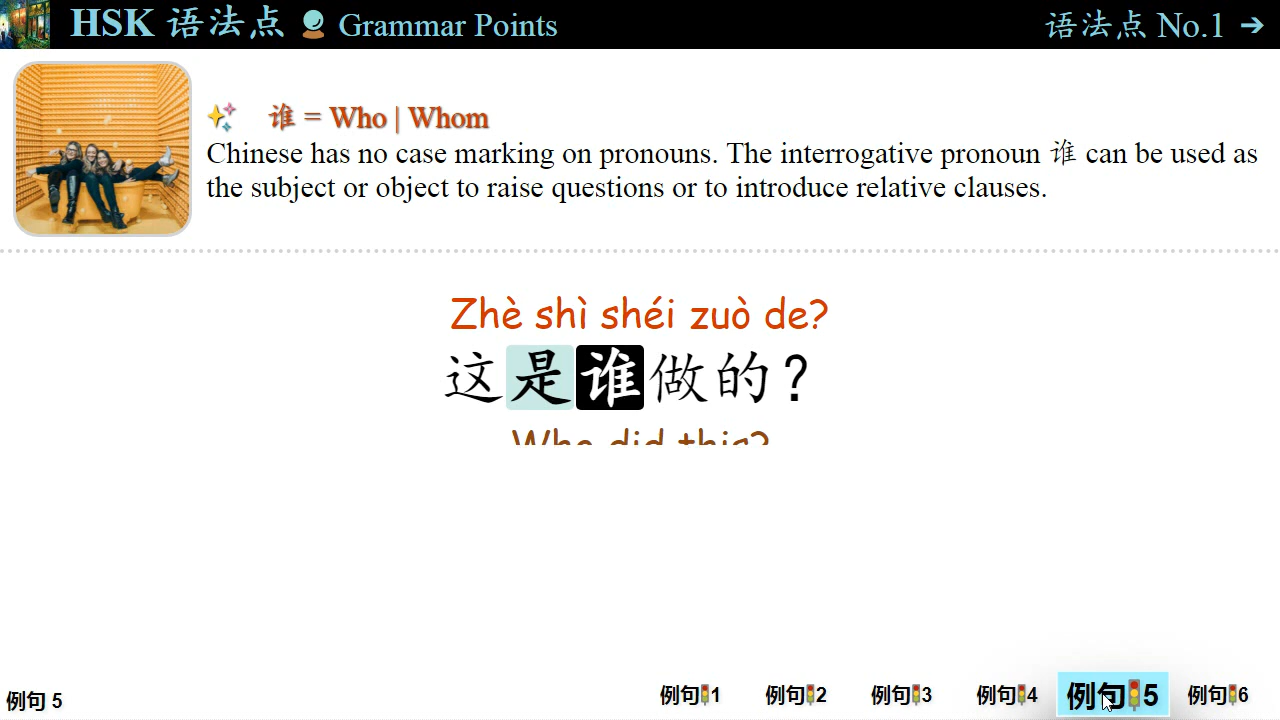 HSK 语法点 Grammar Points
语法点 No.1 ➔
谁 = Who | Whom
Chinese has no case marking on pronouns. The interrogative pronoun 谁 can be used as
the subject or object to raise questions or to introduce relative clauses.
Zhè shì shéi zuò de?
这是谁做的？
Who did this?
例句 5
例句🚦1 例句🚦2 例句🚦3 例句🚦4 例句🚦5 例句🚦6